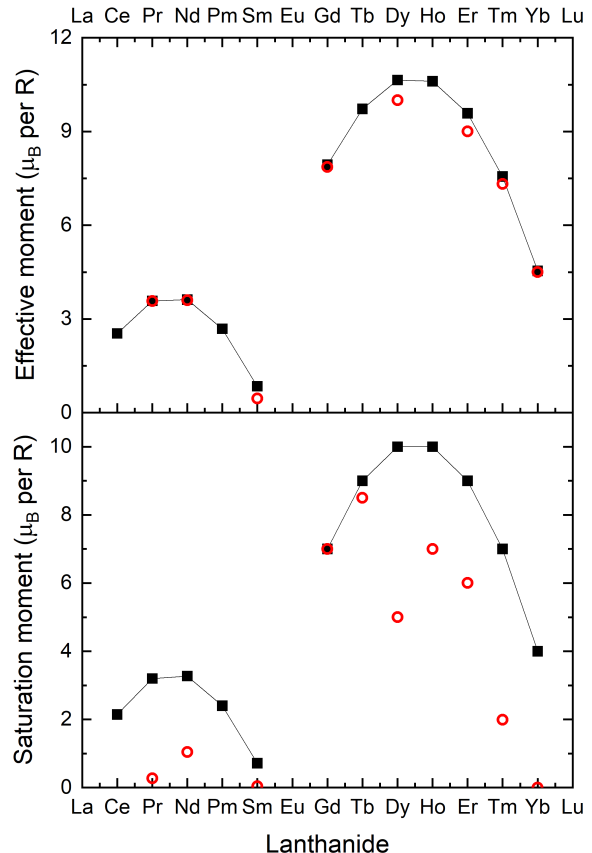 La Ce Pr Nd Pm Sm Eu Gd Tb Dy Ho Er Tm Yb Lu
12
9
6
3
0
Effective moment (μB per R)
10
8
6
4
2
0
Saturation moment (μB per R)
La Ce Pr Nd Pm Sm Eu Gd Tb Dy Ho Er Tm Yb Lu
Lanthanide